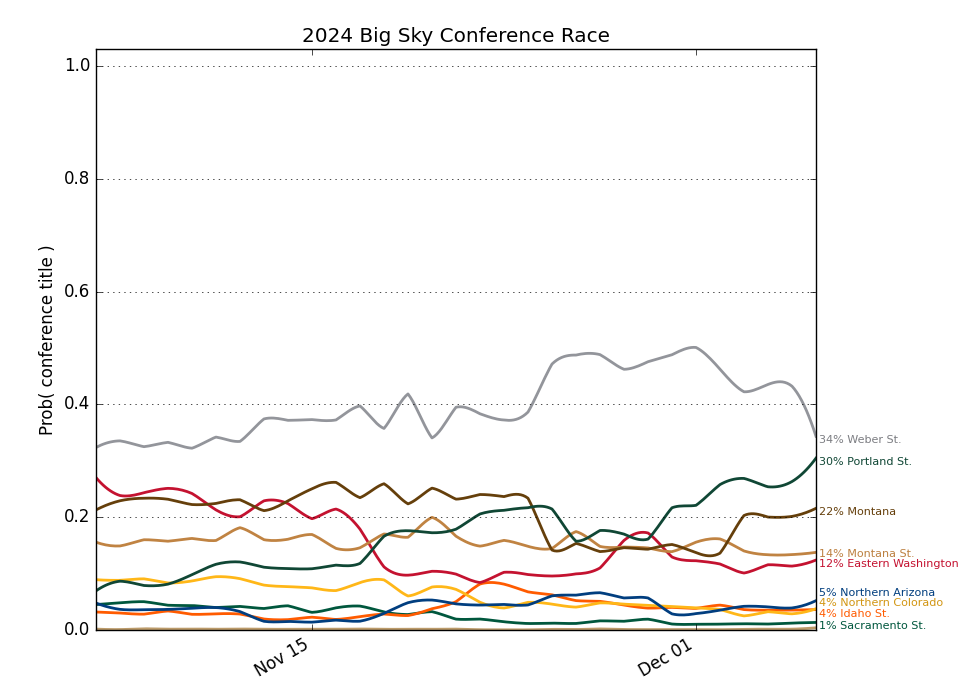 2024 Big Sky Conference Race
Prob( conference title )
1.0
0.8
0.6
0.4
0.2
0.0
Nov 15
Dec 01
34% Weber St.
30% Portland St.
22% Montana
14% Montana St.
12% Eastern Washington
5% Northern Arizona
4% Northern Colorado
4% Idaho St.
1% Sacramento St.